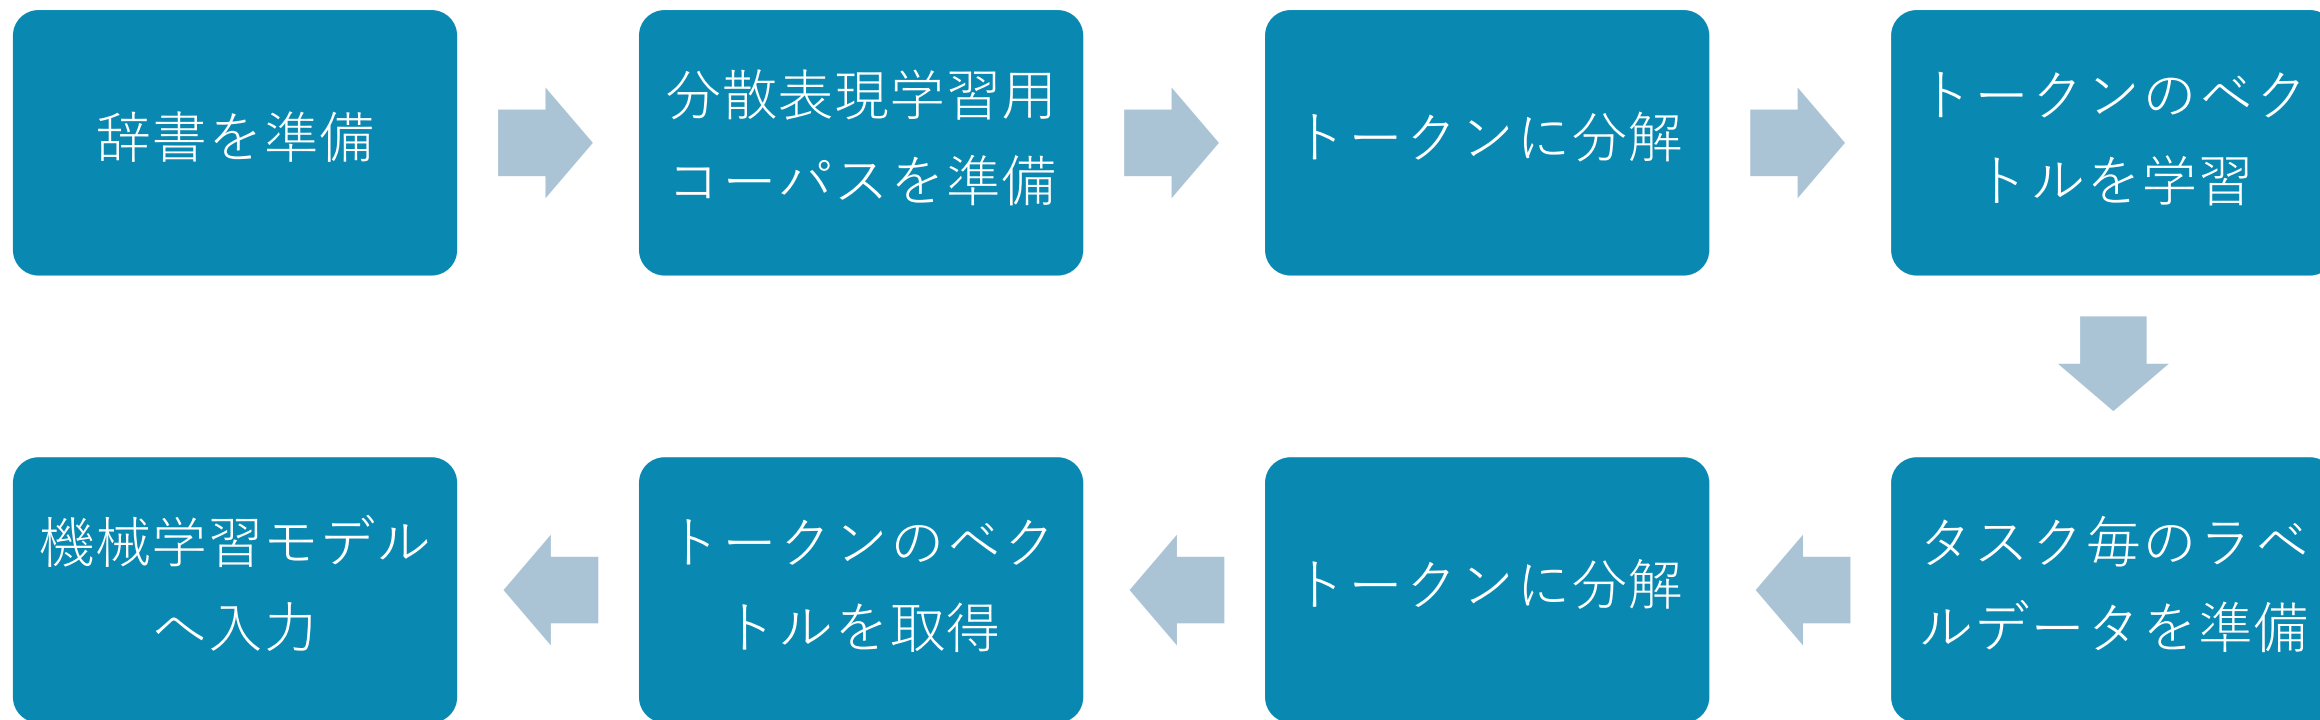 辞書を準備
分散表現学習用
コーパスを準備
トークンに分解
トークンのベク
トルを学習
タスク毎のラベ
ルデータを準備
トークンに分解
トークンのベク
トルを取得
機械学習モデル
へ入力